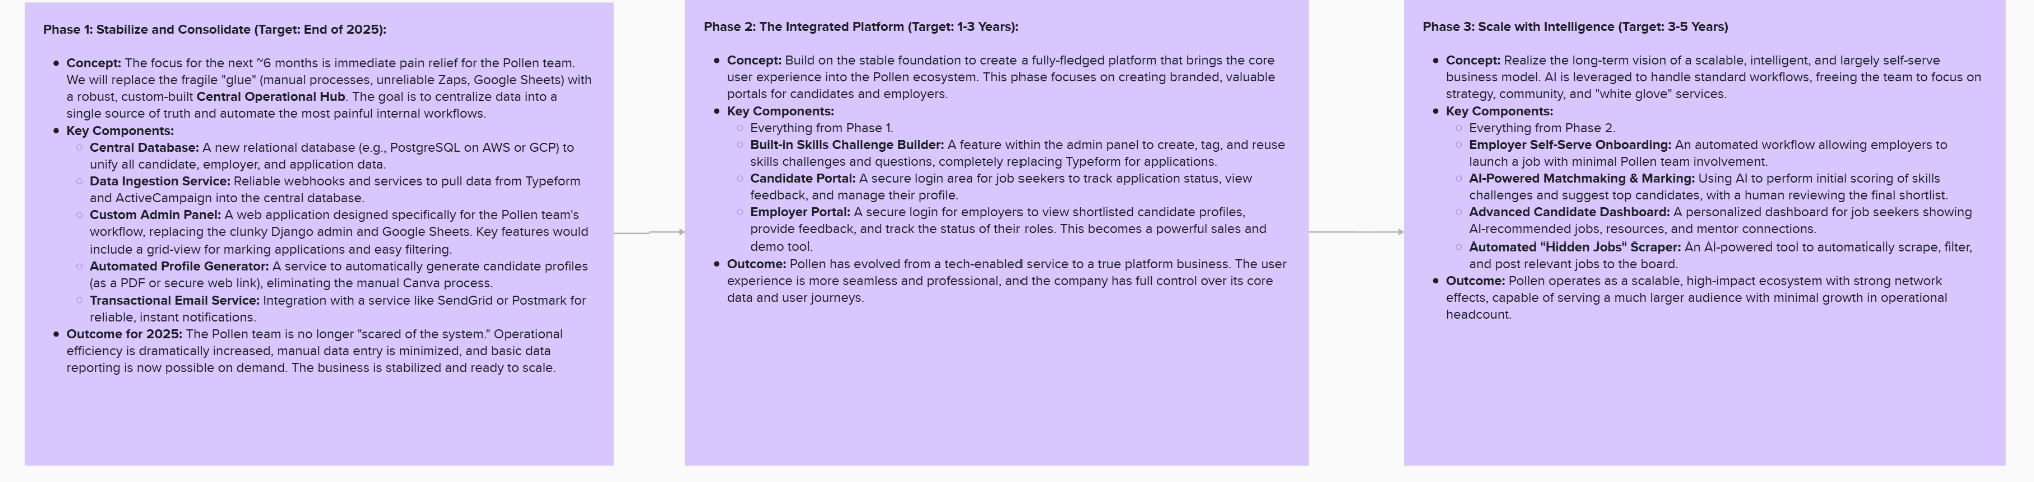 Phase 1: Stabilize and Consolidate (Target: End of 2025):
• Concept: The focus for the next ~6 months is immediate pain relief for the Pollen team.
We will replace the fragile "glue" (manual processes, unreliable Zaps, Google Sheets) with
a robust, custom-built Central Operational Hub. The goal is to centralize data into a
single source of truth and automate the most painful internal workflows.
• Key Components:
○ Central Database: A new relational database (e.g., PostgreSQL on AWS or GCP) to
unify all candidate, employer, and application data.
○ Data Ingestion Service: Reliable webhooks and services to pull data from Typeform
and ActiveCampaign into the central database.
○ Custom Admin Panel: A web application designed specifically for the Pollen team's
workflow, replacing the clunky Django admin and Google Sheets. Key features would
include a grid-view for marking applications and easy filtering.
○ Automated Profile Generator: A service to automatically generate candidate profiles
(as a PDF or secure web link), eliminating the manual Canva process.
○ Transactional Email Service: Integration with a service like SendGrid or Postmark for
reliable, instant notifications.
• Outcome for 2025: The Pollen team is no longer "scared of the system." Operational
efficiency is dramatically increased, manual data entry is minimized, and basic data
reporting is now possible on demand. The business is stabilized and ready to scale.
Phase 2: The Integrated Platform (Target: 1-3 Years):
• Concept: Build on the stable foundation to create a fully-fledged platform that brings the core
user experience into the Pollen ecosystem. This phase focuses on creating branded, valuable
portals for candidates and employers.
• Key Components:
○ Everything from Phase 1.
○ Built-in Skills Challenge Builder: A feature within the admin panel to create, tag, and reuse
skills challenges and questions, completely replacing Typeform for applications.
○ Candidate Portal: A secure login area for job seekers to track application status, view
feedback, and manage their profile.
○ Employer Portal: A secure login for employers to view shortlisted candidate profiles,
provide feedback, and track the status of their roles. This becomes a powerful sales and
demo tool.
• Outcome: Pollen has evolved from a tech-enabled service to a true platform business. The user
experience is more seamless and professional, and the company has full control over its core
data and user journeys.
Phase 3: Scale with Intelligence (Target: 3-5 Years)
• Concept: Realize the long-term vision of a scalable, intelligent, and largely self-serve
business model. AI is leveraged to handle standard workflows, freeing the team to focus on
strategy, community, and "white glove" services.
• Key Components:
○ Everything from Phase 2.
○ Employer Self-Serve Onboarding: An automated workflow allowing employers to
launch a job with minimal Pollen team involvement.
○ AI-Powered Matchmaking & Marking: Using AI to perform initial scoring of skills
challenges and suggest top candidates, with a human reviewing the final shortlist.
○ Advanced Candidate Dashboard: A personalized dashboard for job seekers showing
AI-recommended jobs, resources, and mentor connections.
○ Automated "Hidden Jobs" Scraper: An AI-powered tool to automatically scrape, filter,
and post relevant jobs to the board.
• Outcome: Pollen operates as a scalable, high-impact ecosystem with strong network
effects, capable of serving a much larger audience with minimal growth in operational
headcount.